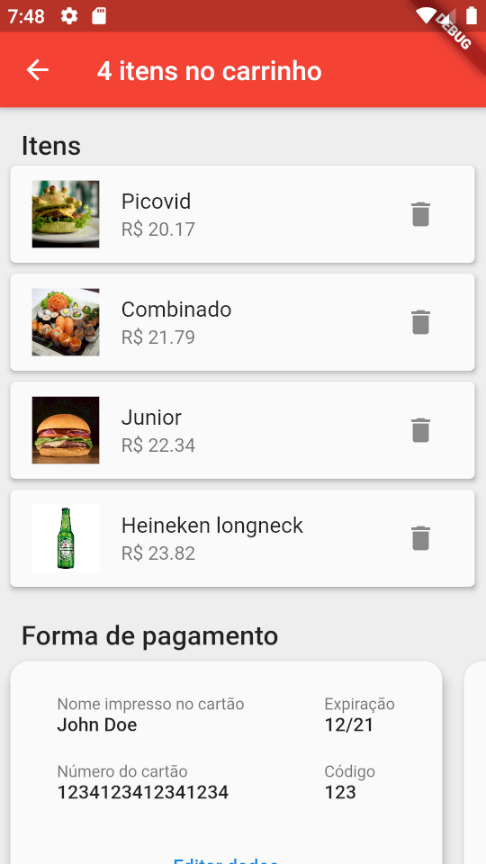 7:48
DEBUG
4 itens no carrinho
Itens
Picovid
R$ 20.17
Combinado
R$ 21.79
Junior
R$ 22.34
Heineken longneck
R$ 23.82
Forma de pagamento
Nome impresso no cartão Expiração
John Doe 12/21
Número do cartão Código
1234123412341234 123
Editar dados